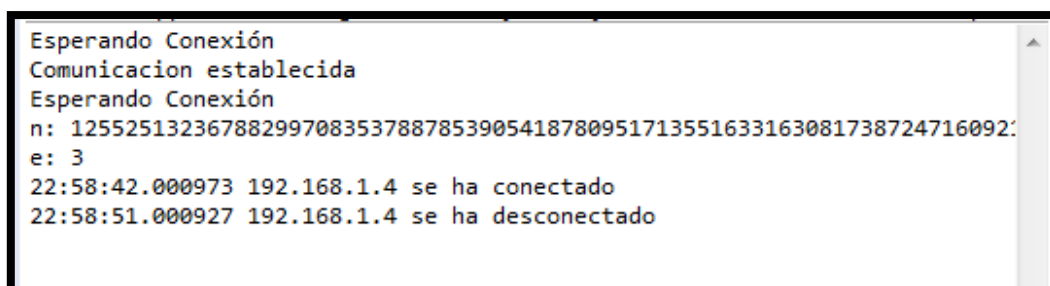 Esperando Conexión
Comunicacion establecida
Esperando Conexión
n: 125525132367882997083537887853905418780951713551633163081738724716092
e: 3
22:58:42.000973 192.168.1.4 se ha conectado
22:58:51.000927 192.168.1.4 se ha desconectado